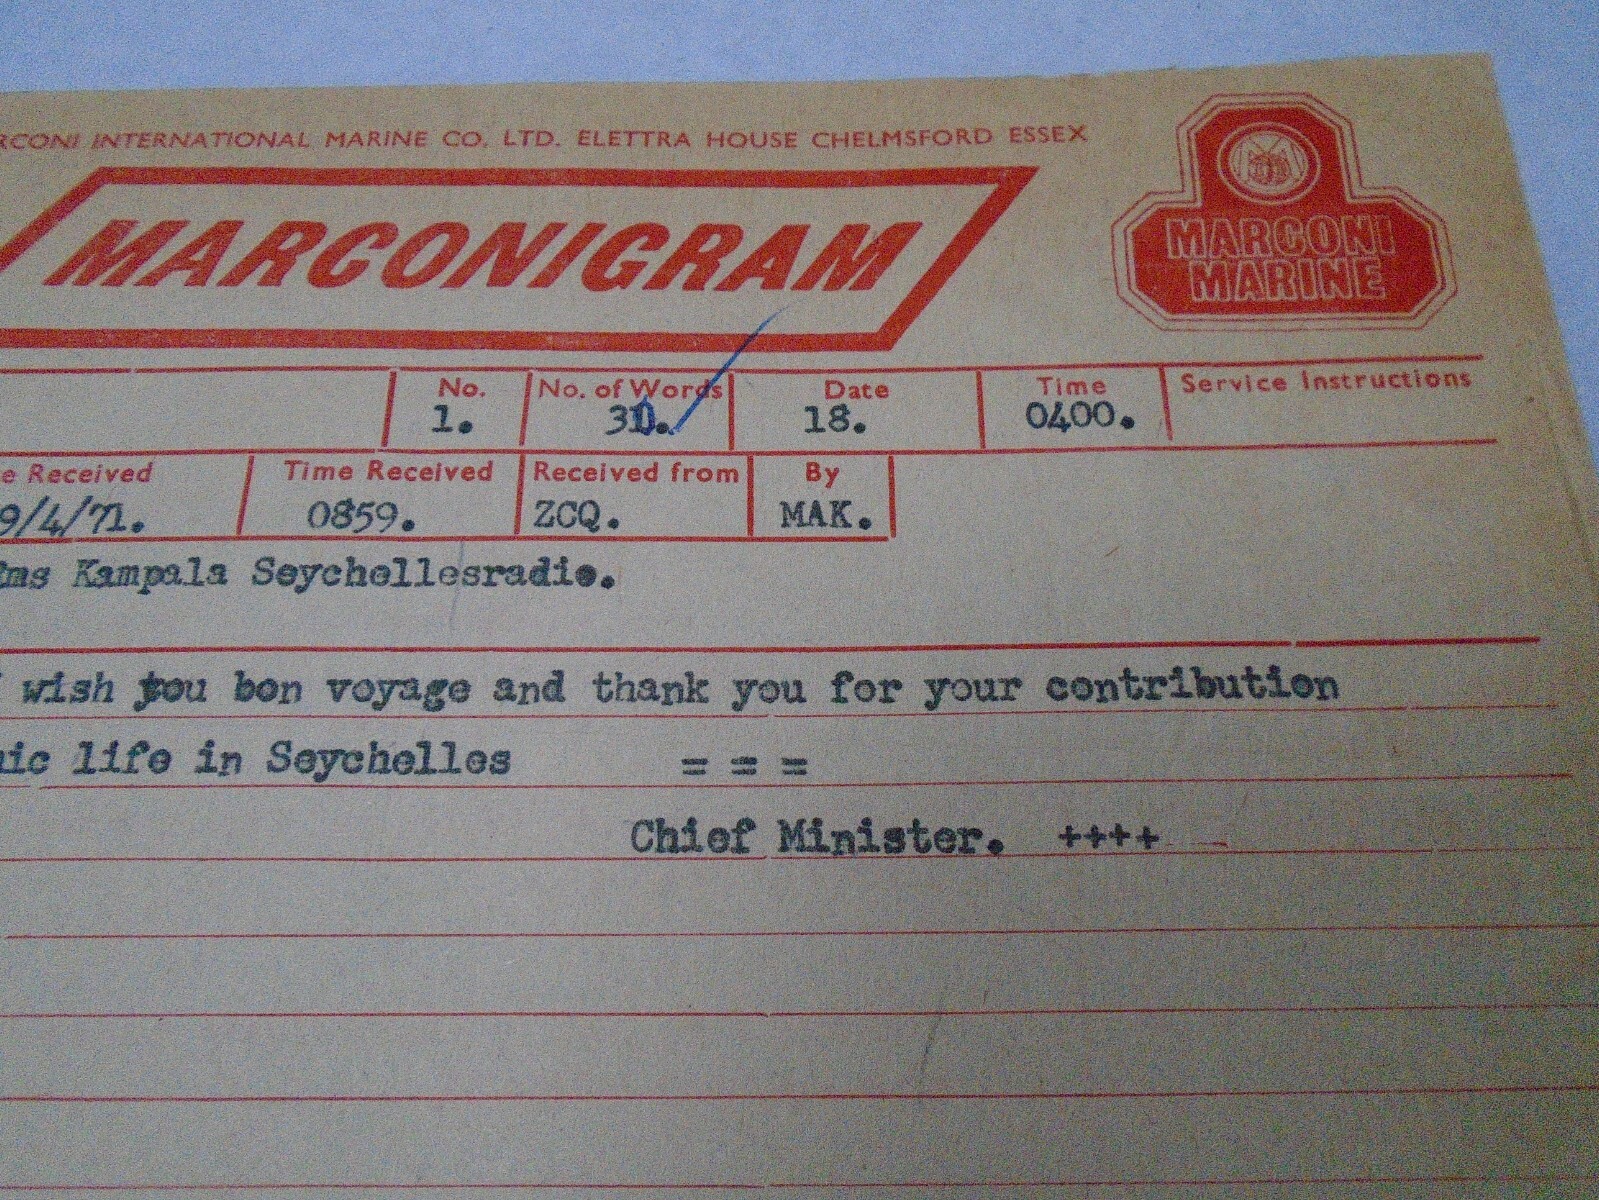 INTERNATIONAL MARINE CO. LTD. ELETTRA HOUSE CHELMSFORD ESSEX
MARCONIGRAM
MARCONI
MARINE
No. No. of Words Date Time Service Instructions
1. 18. 0400.
Received Time Received Received from By
9/4/71. 0859. ZCQ. MAK.
Kampala Seychellesradio.
wish you bon voyage and thank you for your contribution
life in Seychelles = = =
Chief Minister. ++++